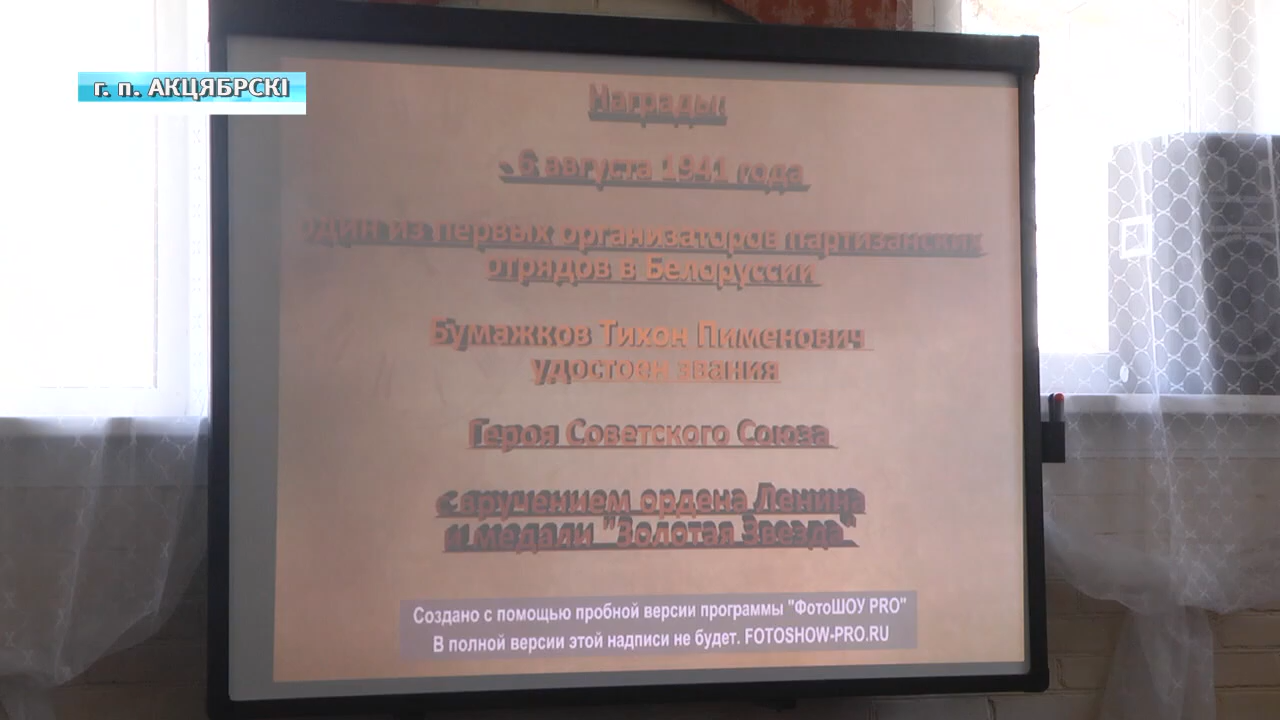 г. п. АКЦЯБРСКІ
Награды:
- 6 августа 1941 года
один из первых организаторов партизанских
отрядов в Белоруссии
Бумажков Тихон Пименович
удостоен звания
Героя Советского Союза
с вручением ордена Ленина
и медали "Золотая Звезда"
Создано с помощью пробной версии программы "ФотоШОУ PRO"
В полной версии этой надписи не будет. FOTOSHOW-PRO.RU